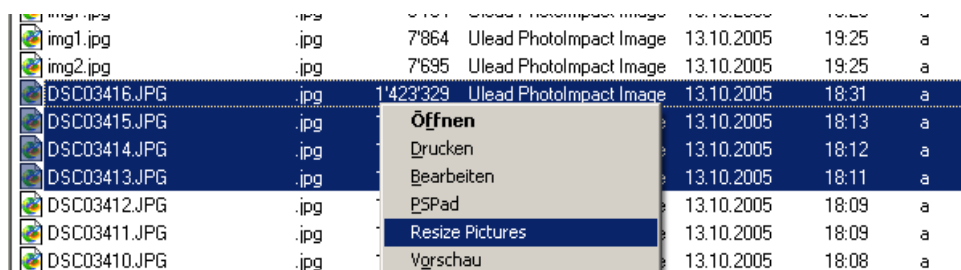 img1.jpg .jpg 7'864 Ulead PhotoImpact Image 13.10.2005 19:25 a
img2.jpg .jpg 7'695 Ulead PhotoImpact Image 13.10.2005 19:25 a
DSC03416.JPG .jpg 1'423'329 Ulead PhotoImpact Image 13.10.2005 18:31 a
DSC03415.JPG .jpg Öffnen 13.10.2005 18:13 a
DSC03414.JPG .jpg Drucken 13.10.2005 18:12 a
DSC03413.JPG .jpg Bearbeiten 13.10.2005 18:11 a
DSC03412.JPG .jpg PSPad 13.10.2005 18:09 a
DSC03411.JPG .jpg Resize Pictures 13.10.2005 18:09 a
DSC03410.JPG .jpg Vorschau 13.10.2005 18:08 a